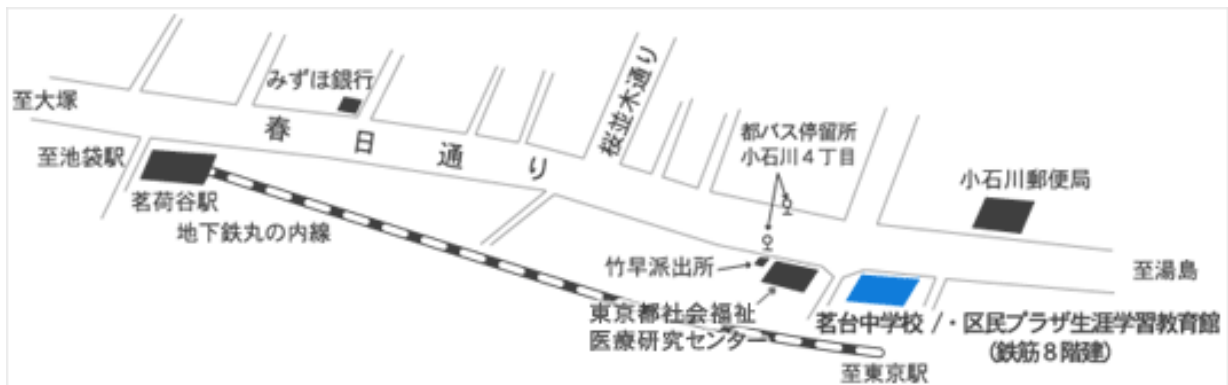 至大塚
みずほ銀行
春日通り
桜並木通り
都バス停留所
小石川4丁目
至池袋駅
茗荷谷駅
地下鉄丸の内線
小石川郵便局
竹早派出所
至湯島
東京都社会福祉
医療研究センター
茗台中学校 /・区民プラザ生涯学習教育館
(鉄筋8階建)
至東京駅